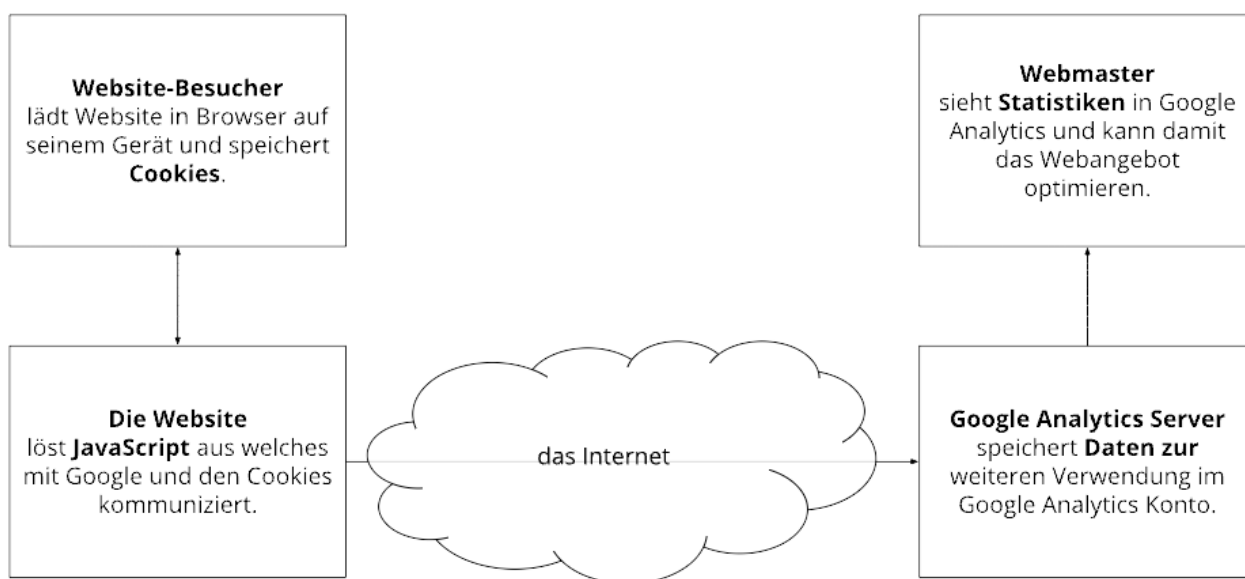 Website-Besucher
lädt Website in Browser auf
seinem Gerät und speichert
Cookies.
Webmaster
sieht Statistiken in Google
Analytics und kann damit
das Webangebot
optimieren.
Die Website
löst JavaScript aus welches
mit Google und den Cookies
kommuniziert.
das Internet
Google Analytics Server
speichert Daten zur
weiteren Verwendung im
Google Analytics Konto.